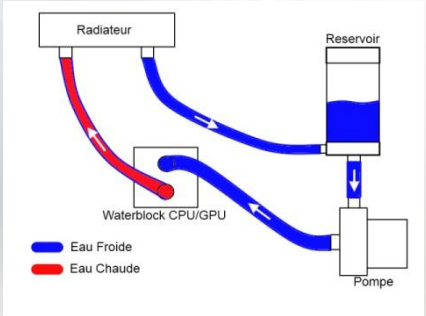 Radiateur
Reservoir
Waterblock CPU/GPU
Eau Froide
Eau Chaude
Pompe